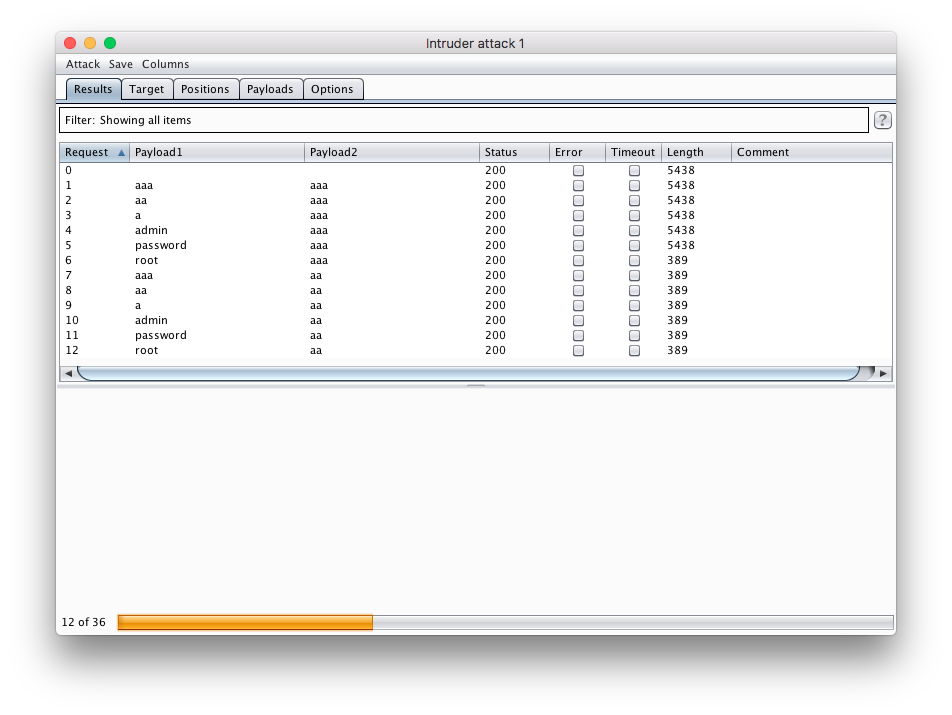 Intruder attack 1
Attack Save Columns
Results Target Positions Payloads Options
Filter: Showing all items ?
Request Payload1 Payload2 Status Error Timeout Length Comment
0 200 5438
1 aaa aaa 200 5438
2 aa aaa 200 5438
3 a aaa 200 5438
4 admin aaa 200 5438
5 password aaa 200 5438
6 root aaa 200 389
7 aaa aa 200 389
8 aa aa 200 389
9 a aa 200 389
10 admin aa 200 389
11 password aa 200 389
12 root aa 200 389
12 of 36